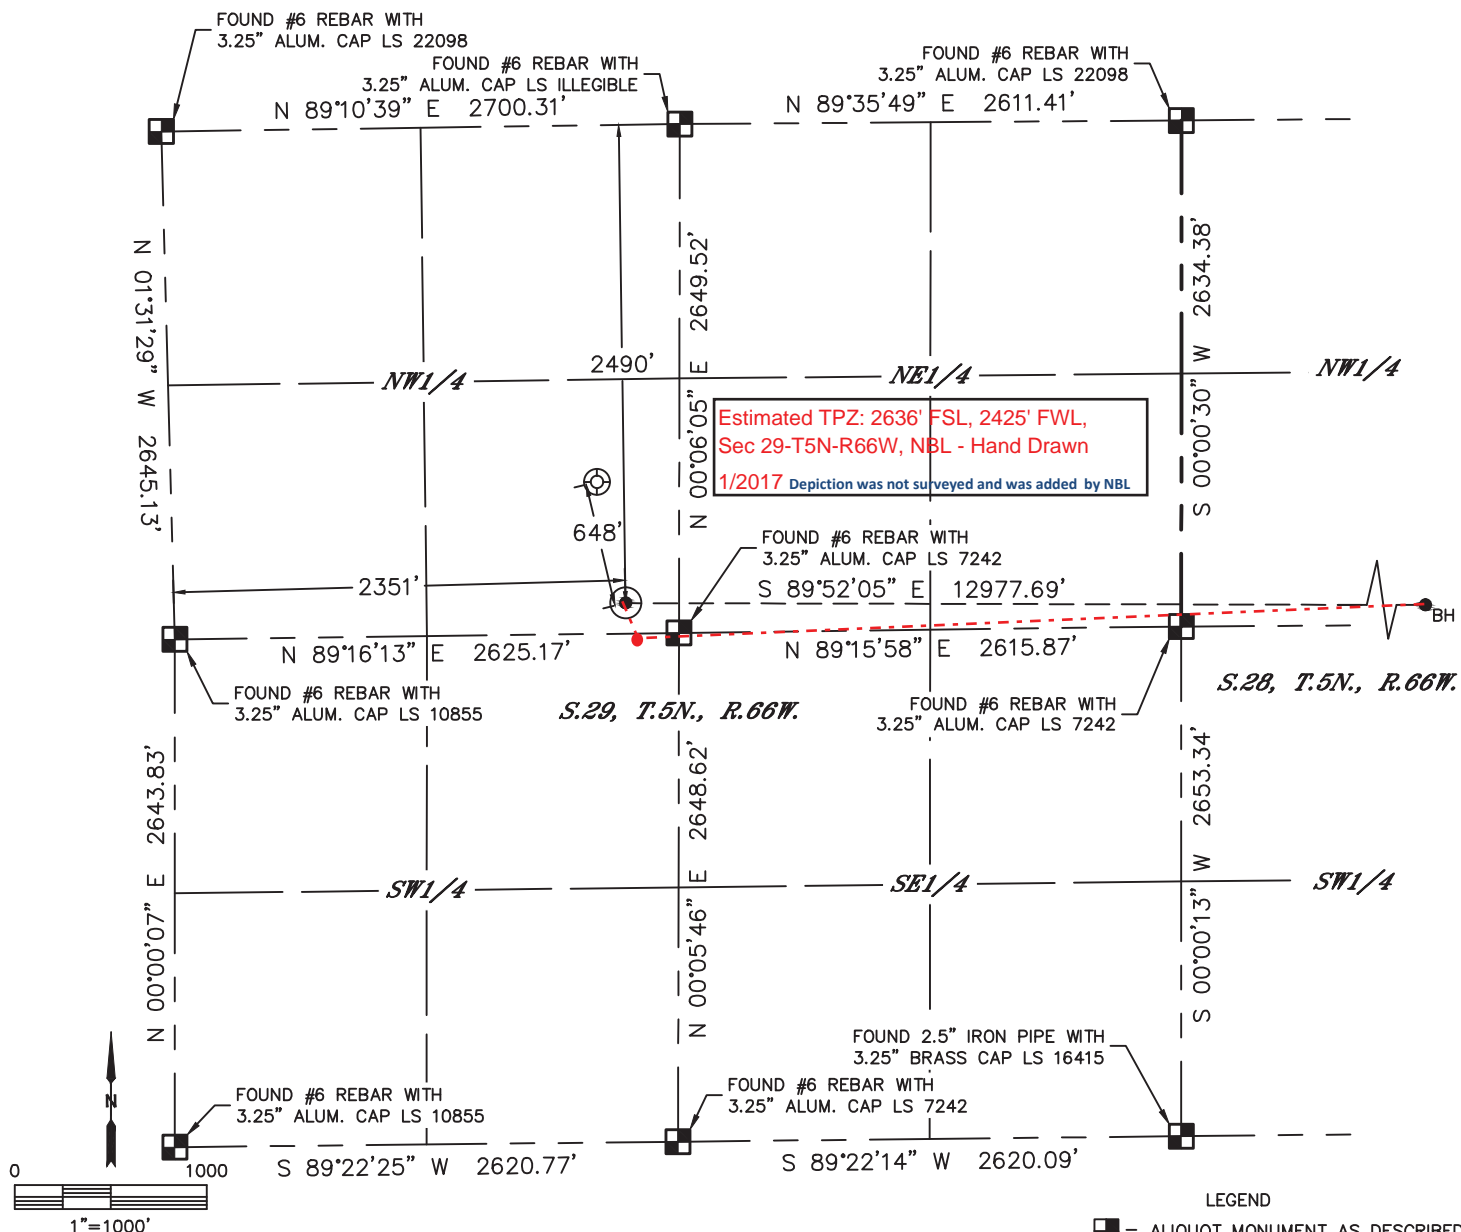 FOUND #6 REBAR WITH
3.25" ALUM. CAP LS 22098
FOUND #6 REBAR WITH
3.25" ALUM. CAP LS ILLEGIBLE
FOUND #6 REBAR WITH
3.25" ALUM. CAP LS 22098
N 89°10'39" E 2700.31'
N 89°35'49" E 2611.41'
N 01°31'29" W 2645.13'
N 00°06'05" E 2649.52'
S 00°00'30" W 2634.38'
2490'
NW1/4
NE1/4
NW1/4
Estimated TPZ: 2636' FSL, 2425' FWL,
Sec 29-T5N-R66W, NBL - Hand Drawn
1/2017 Depiction was not surveyed and was added by NBL
648'
FOUND #6 REBAR WITH
3.25" ALUM. CAP LS 7242
2351'
S 89°52'05" E 12977.69'
BH
N 89°16'13" E 2625.17'
N 89°15'58" E 2615.87'
FOUND #6 REBAR WITH
3.25" ALUM. CAP LS 10855
S.29, T.5N., R.66W.
FOUND #6 REBAR WITH
3.25" ALUM. CAP LS 7242
S.28, T.5N., R.66W.
N 00°00'07" E 2643.83'
N 00°05'46" E 2648.62'
S 00°00'13" W 2653.34'
SW1/4
SE1/4
SW1/4
FOUND 2.5" IRON PIPE WITH
3.25" BRASS CAP LS 16415
FOUND #6 REBAR WITH
3.25" ALUM. CAP LS 10855
FOUND #6 REBAR WITH
3.25" ALUM. CAP LS 7242
N
S 89°22'25" W 2620.77'
S 89°22'14" W 2620.09'
0 1000
1"=1000'
LEGEND
= ALIQUOT MONUMENT AS DESCRIBED